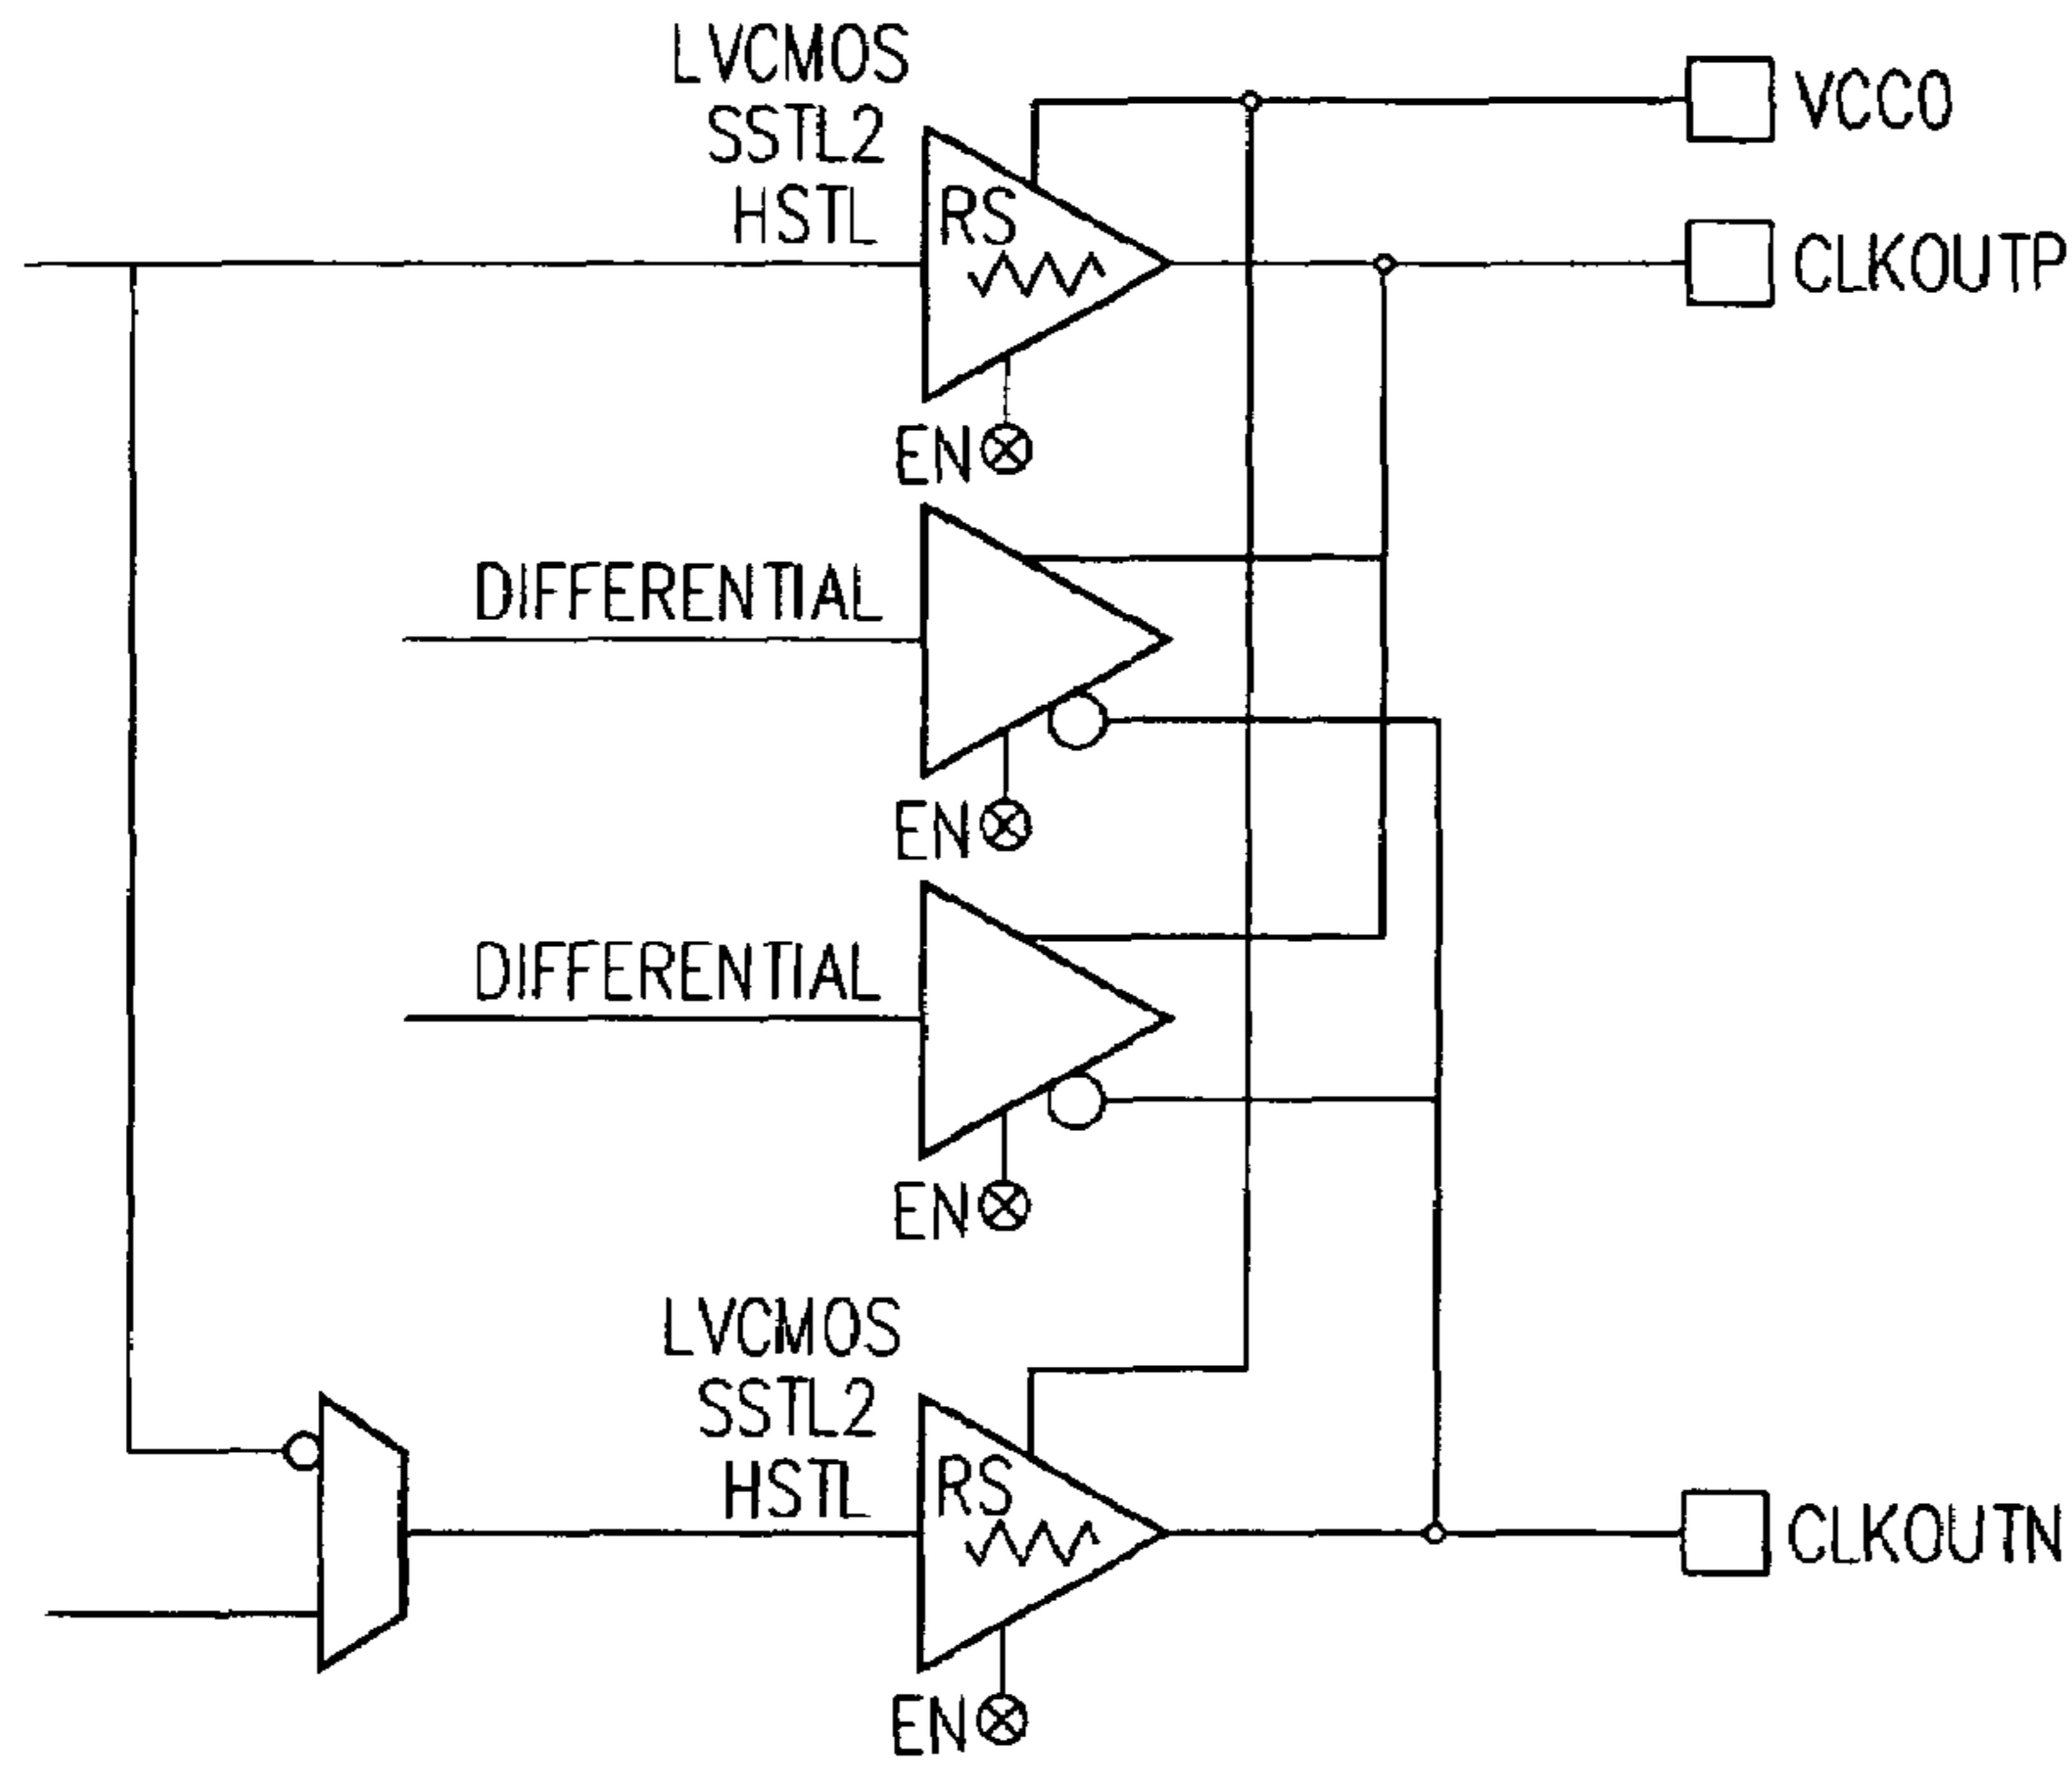 LVCMOS
SSTL2
HSTL
RS
VCCO
CLKOUTP
EN
DIFFERENTIAL
EN
DIFFERENTIAL
EN
LVCMOS
SSTL2
HSTL
RS
CLKOUTN
EN